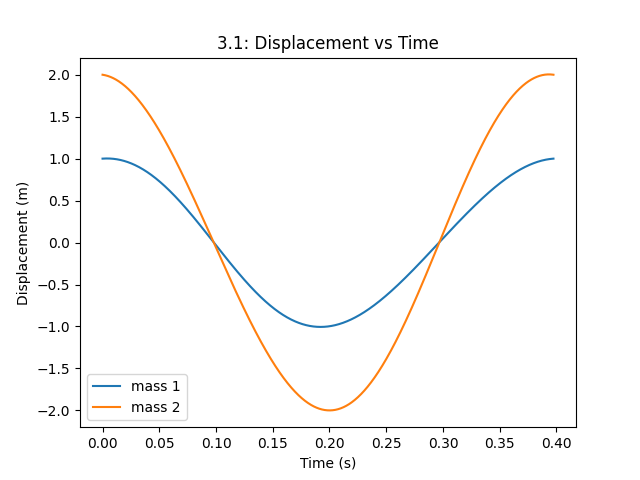 3.1: Displacement vs Time
Displacement (m)
2.0
1.5
1.0
0.5
0.0
−0.5
−1.0
−1.5
−2.0
mass 1
mass 2
0.00 0.05 0.10 0.15 0.20 0.25 0.30 0.35 0.40
Time (s)